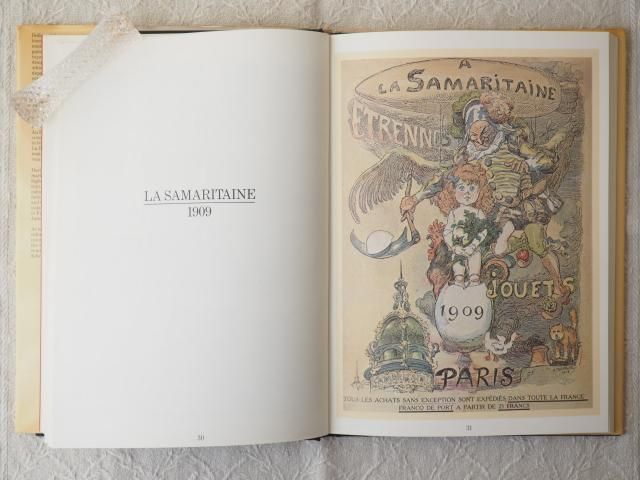 LA SAMARITAINE
1909
30
A
LA SAMARITAINE
ETRENNES
JOUETS
1909
PARIS
TOUS LES ACHATS SANS EXCEPTION SONT EXPÉDIÉS DANS TOUTE LA FRANCE
FRANCO DE PORT A PARTIR DE 25 FRANCS
31